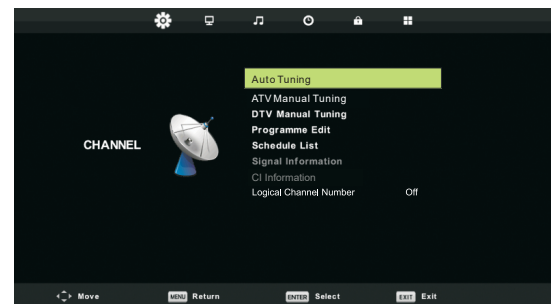 Auto Tuning
ATV Manual Tuning
DTV Manual Tuning
Programme Edit
CHANNEL
Schedule List
Signal Information
CI Information
Logical Channel Number Off
Move MENU Return ENTER Select EXIT Exit